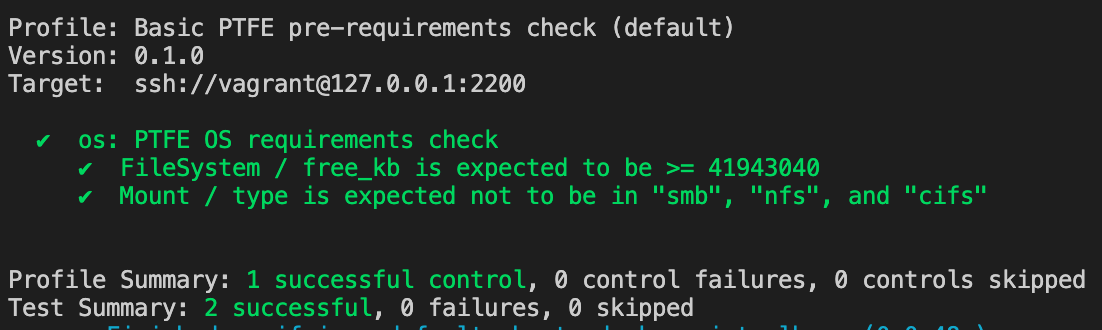 Profile: Basic PTFE pre-requirements check (default)
Version: 0.1.0
Target:  ssh://vagrant@127.0.0.1:2200
✔  os: PTFE OS requirements check
✔  FileSystem / free_kb is expected to be >= 41943040
✔  Mount / type is expected not to be in "smb", "nfs", and "cifs"
Profile Summary: 1 successful control, 0 control failures, 0 controls skipped
Test Summary: 2 successful, 0 failures, 0 skipped